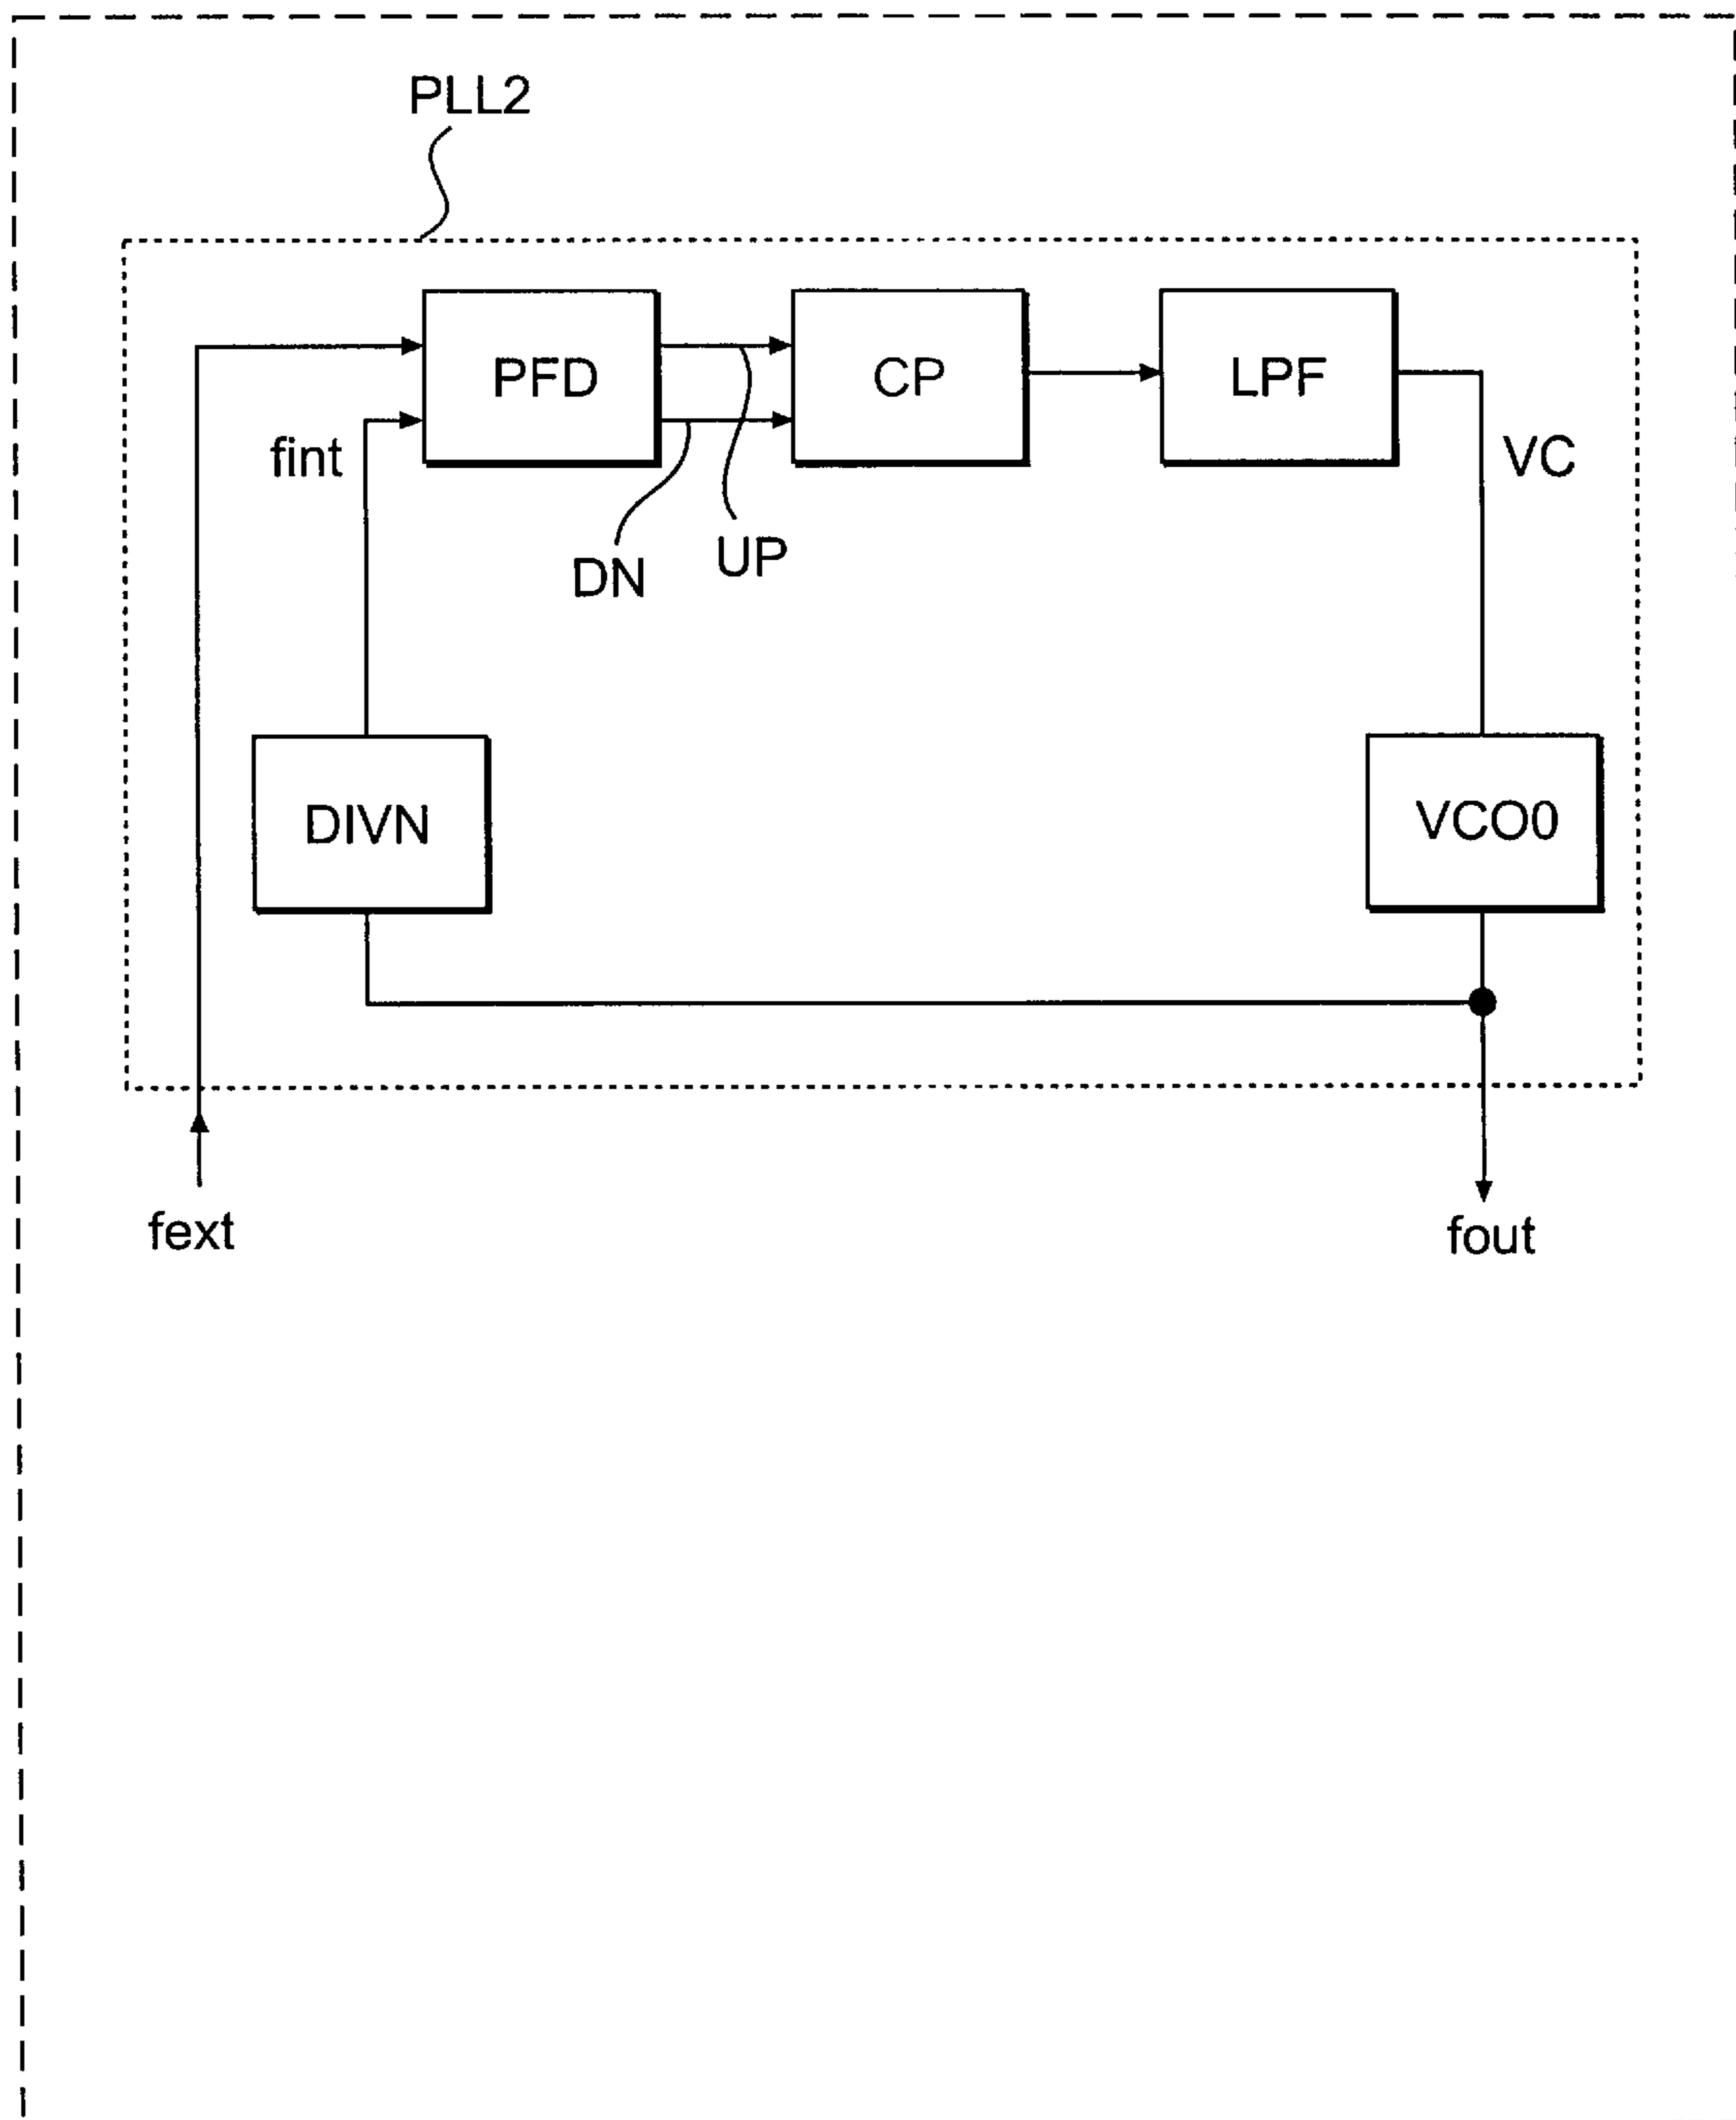 PLL2
PFD
CP
LPF
fint
VC
DN
UP
DIVN
VCO0
fext
fout